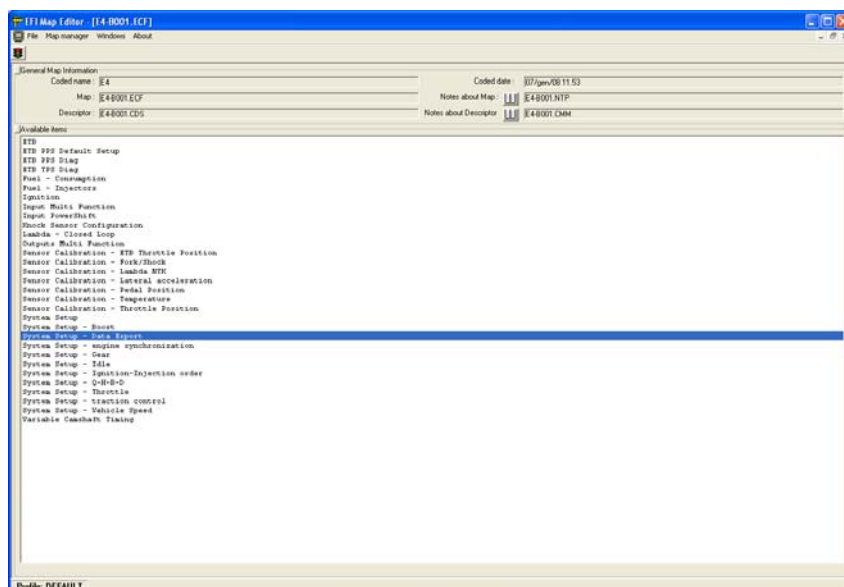 EFI Map Editor - [E4-B001.ECF]
File Map manager Windows About
General Map Information
Coded name : E4
Coded date : 07/gen/08 11.53
Map : E4-B001.ECF
Notes about Map : E4-B001.NTP
Descriptor : E4-B001.CDS
Notes about Descriptor E4-B001.CMM
Available items
ETB
ETB PPS Default Setup
ETB PPS Diag
ETB TPS Diag
Fuel - Consumption
Fuel - Injectors
Ignition
Input Multi Function
Input PowerShift
Knock Sensor Configuration
Lambda - Closed Loop
Outputs Multi Function
Sensor Calibration - ETB Throttle Position
Sensor Calibration - Fork/Shock
Sensor Calibration - Lambda NTK
Sensor Calibration - Lateral acceleration
Sensor Calibration - Pedal Position
Sensor Calibration - Temperature
Sensor Calibration - Throttle Position
System Setup
System Setup - Boost
System Setup - Data Export
System Setup - engine synchronization
System Setup - Gear
System Setup - Idle
System Setup - Ignition-Injection order
System Setup - Throttle
System Setup - traction control
System Setup - Vehicle Speed
Variable Camshaft Timing
Profile: DEFAULT